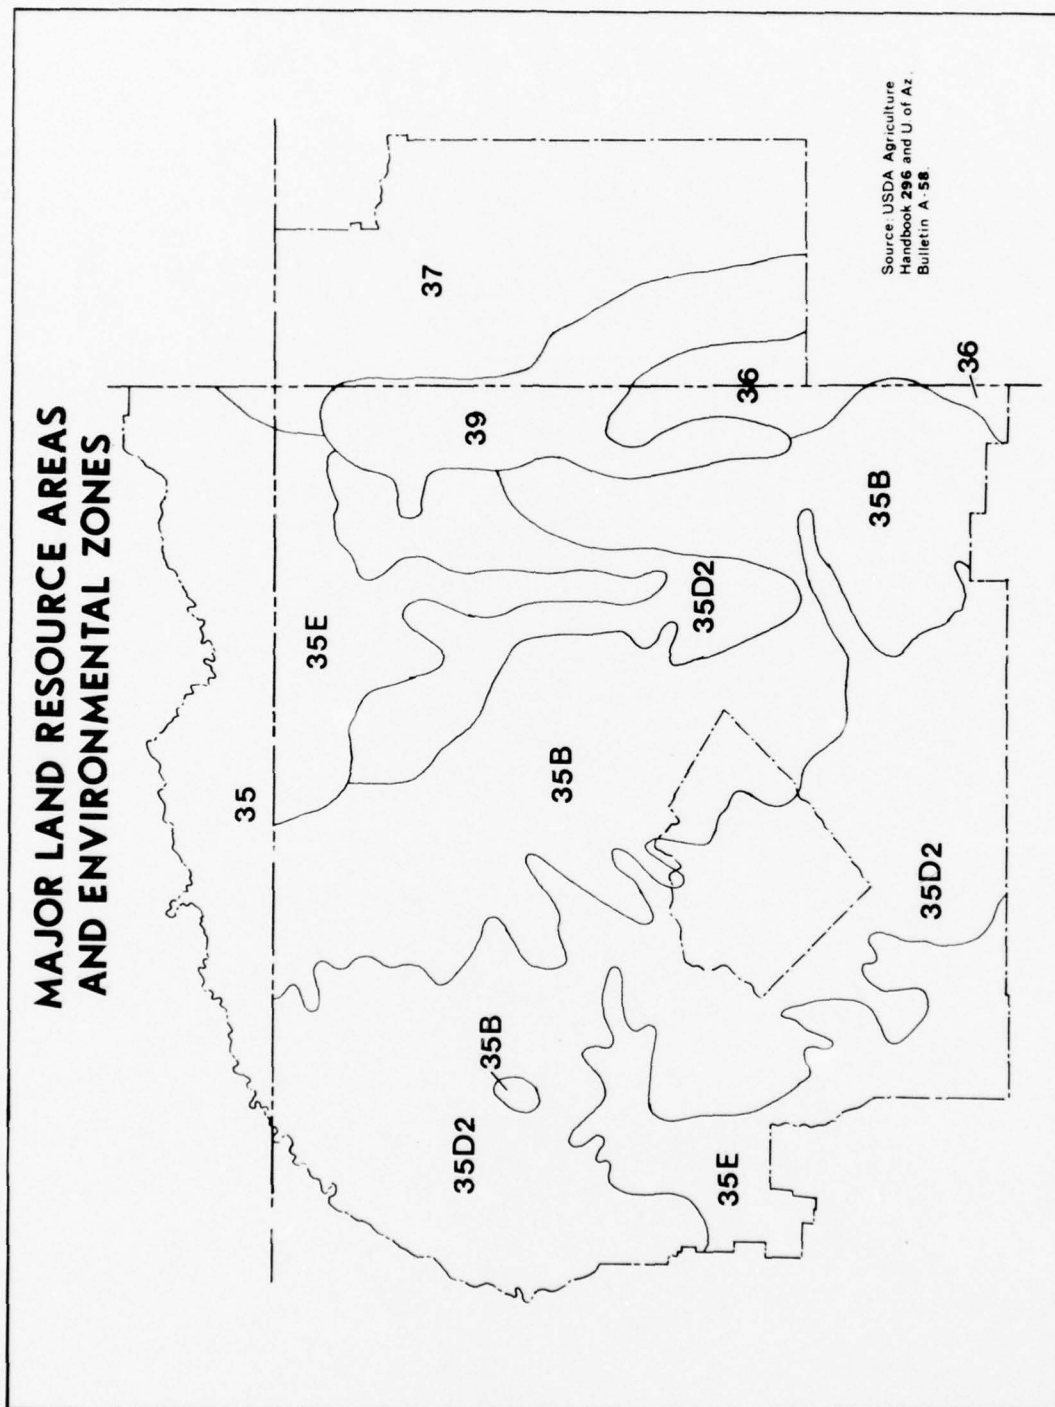 MAJOR LAND RESOURCE AREAS
AND ENVIRONMENTAL ZONES
35
35E
37
39
35D2
35B
35B
35D2
36
35B
36
35E
35D2
Source: USDA Agriculture
Handbook 296 and U. of Az.
Bulletin A-58.